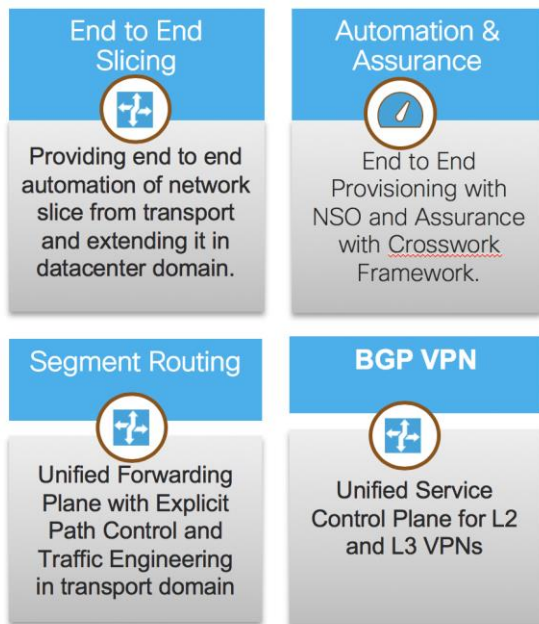 End to End
Slicing
Providing end to end
automation of network
slice from transport
and extending it in
datacenter domain.
Automation &
Assurance
End to End
Provisioning with
NSO and Assurance
with Crosswork
Framework.
Segment Routing
Unified Forwarding
Plane with Explicit
Path Control and
Traffic Engineering
in transport domain
BGP VPN
Unified Service
Control Plane for L2
and L3 VPNs